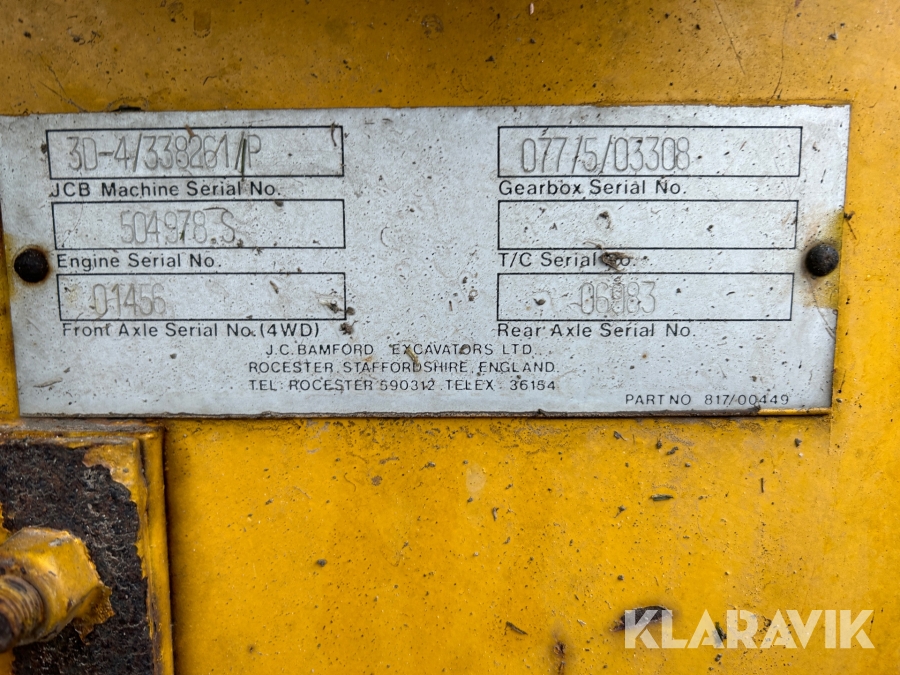 3D-4/338261/P
JCB Machine Serial No.
504978 S
Engine Serial No.
01456
Front Axle Serial No.(4WD)
077/5/03308
Gearbox Serial No.
T/C Serial No.
06983
Rear Axle Serial No.
J.C.BAMFORD EXCAVATORS LTD.
ROCESTER, STAFFORDSHIRE, ENGLAND.
TEL: ROCESTER 590312. TELEX: 36154
PART NO 817/00449
KLARAVIK